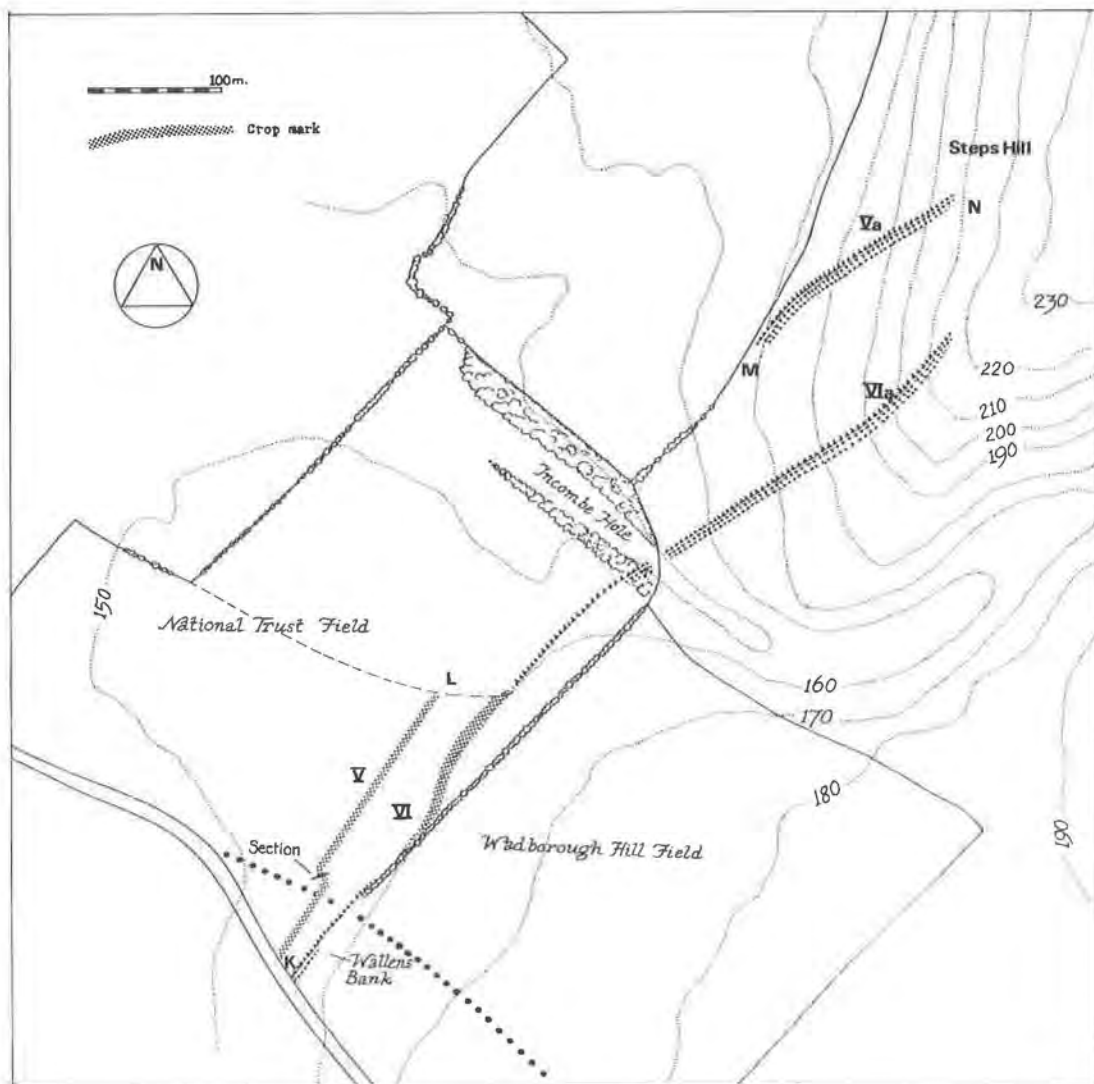 100m.
Crop mark
N
Steps Hill
Va
N
M
VIa
230
220
210
200
190
Incombe Hole
150
National Trust Field
L
160
170
V
VI
180
190
Section
Wadborough Hill Field
K
Wallens
Bank